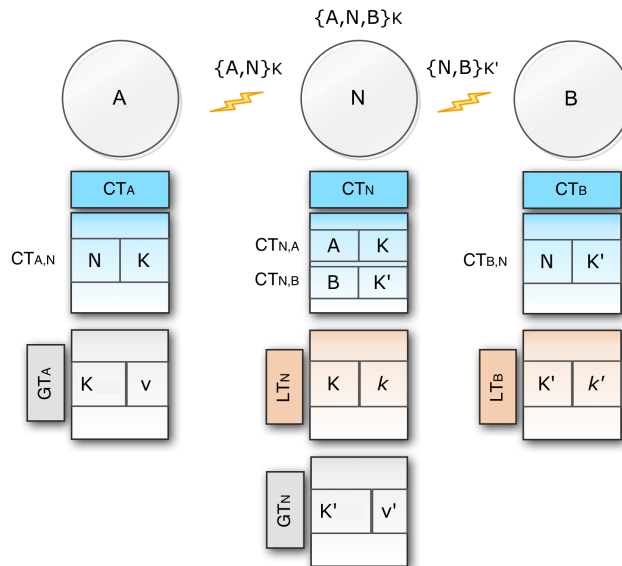 {A,N,B}K
{A,N}K
{N,B}K'
A
N
B
CTA
CTN
CTB
CTA,N
N K
CTN,A
A K
CTN,B
B K'
CTB,N
N K'
GTA
K v
LTN
K k
LTB
K' k'
GTN
K' v'